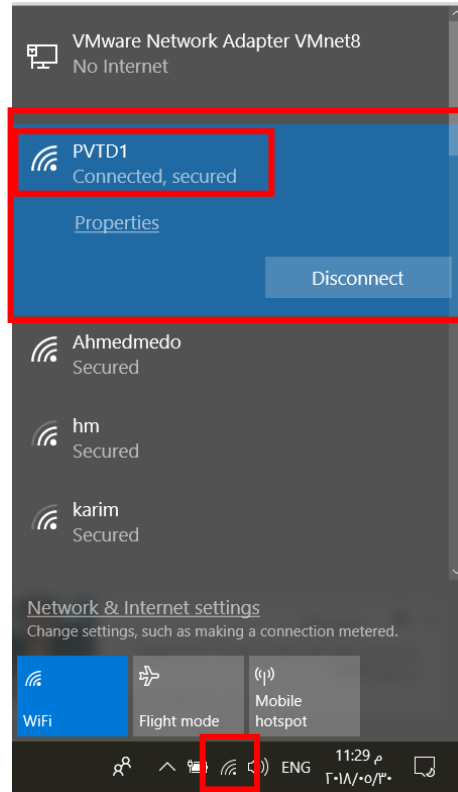 VMware Network Adapter VMnet8
No Internet
PVTD1
Connected, secured
Properties
Disconnect
Ahmedmedo
Secured
hm
Secured
karim
Secured
Network & Internet settings
Change settings, such as making a connection metered.
WiFi
Flight mode
Mobile
hotspot
ENG
11:29 م
٢٠١٨/٠٥/٣٠